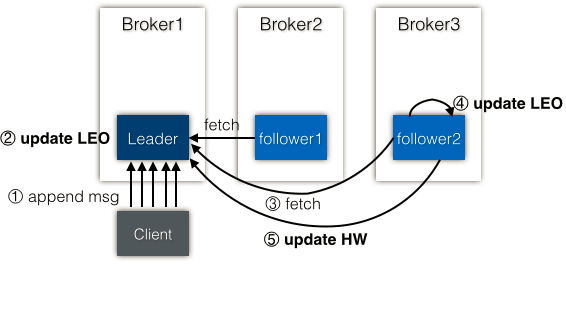 Broker1
Broker2
Broker3
④ update LEO
fetch
② update LEO
Leader
follower1
follower2
① append msg
③ fetch
Client
⑤ update HW